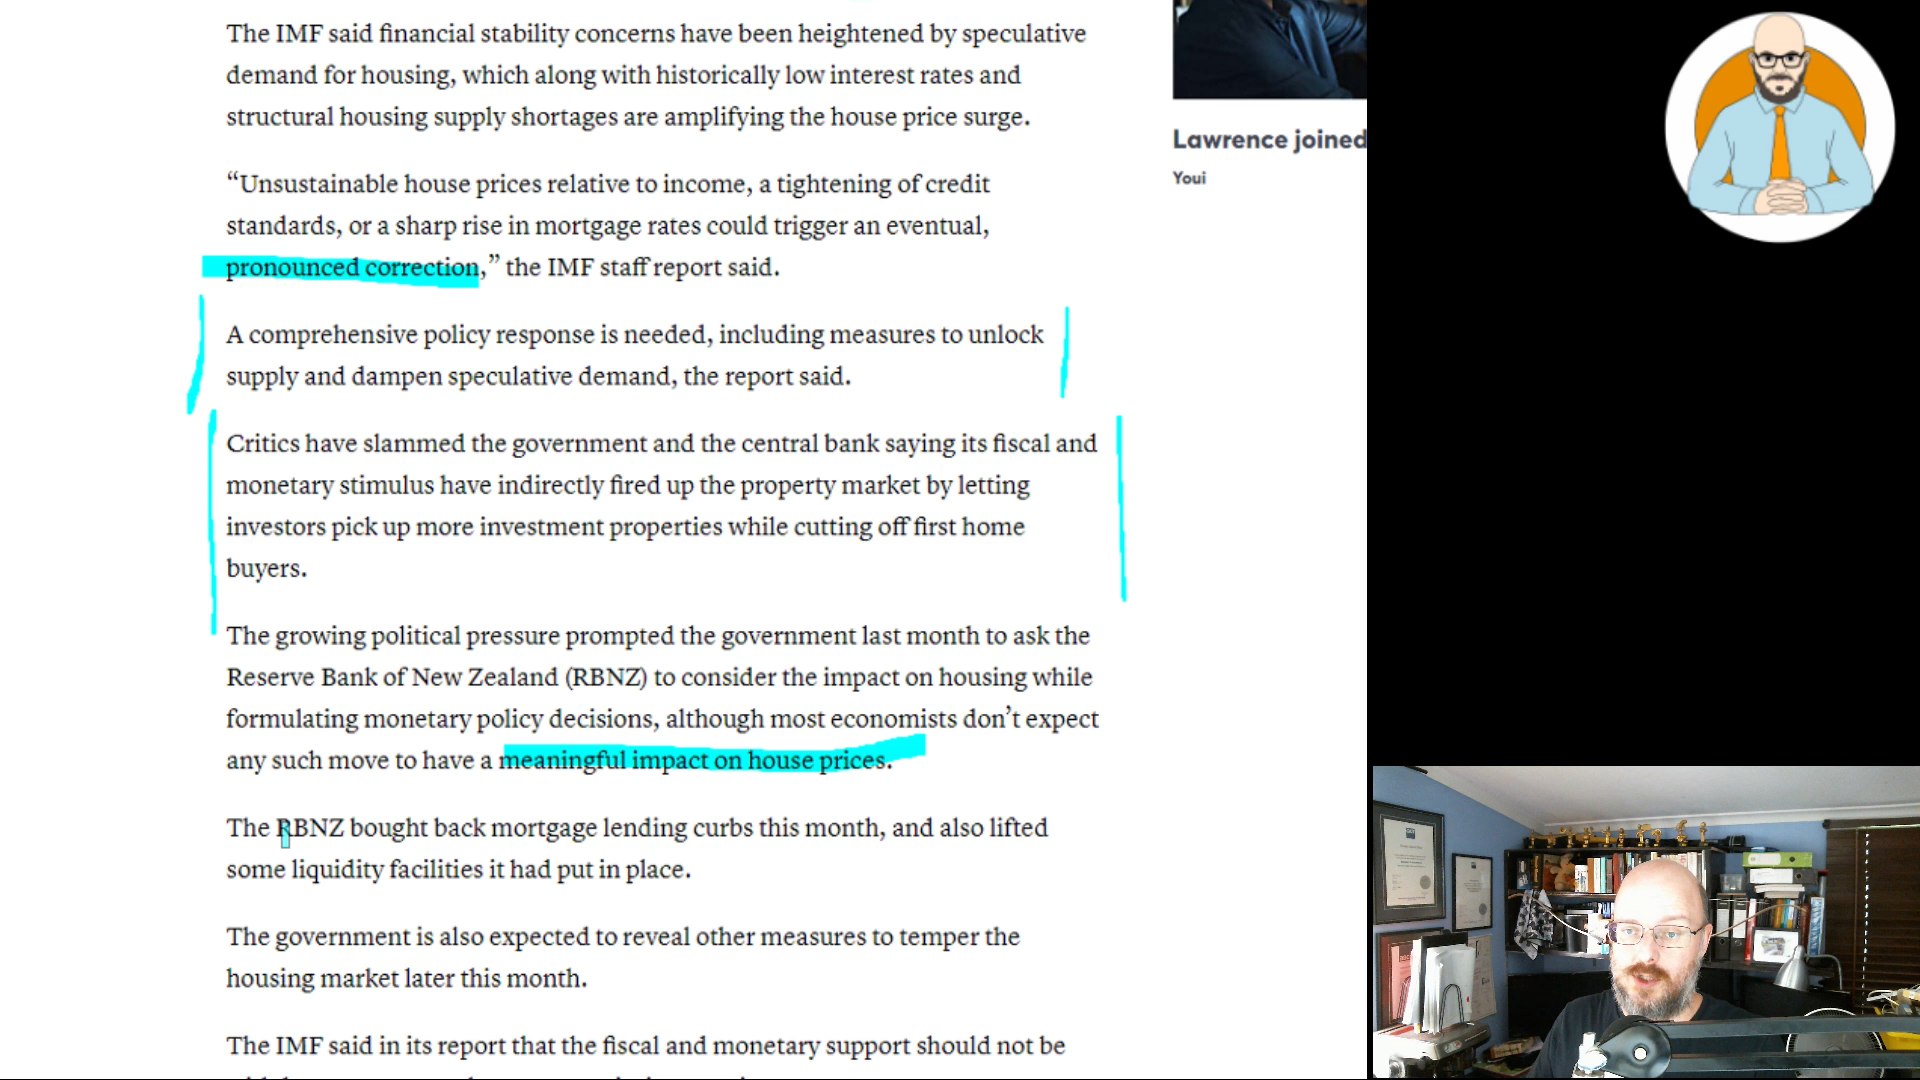 The IMF said financial stability concerns have been heightened by speculative
demand for housing, which along with historically low interest rates and
structural housing supply shortages are amplifying the house price surge.
“Unsustainable house prices relative to income, a tightening of credit
standards, or a sharp rise in mortgage rates could trigger an eventual,
pronounced correction,” the IMF staff report said.
A comprehensive policy response is needed, including measures to unlock
supply and dampen speculative demand, the report said.
Critics have slammed the government and the central bank saying its fiscal and
monetary stimulus have indirectly fired up the property market by letting
investors pick up more investment properties while cutting off first home
buyers.
The growing political pressure prompted the government last month to ask the
Reserve Bank of New Zealand (RBNZ) to consider the impact on housing while
formulating monetary policy decisions, although most economists don’t expect
any such move to have a meaningful impact on house prices.
The RBNZ bought back mortgage lending curbs this month, and also lifted
some liquidity facilities it had put in place.
The government is also expected to reveal other measures to temper the
housing market later this month.
The IMF said in its report that the fiscal and monetary support should not be
Lawrence joined
Youi